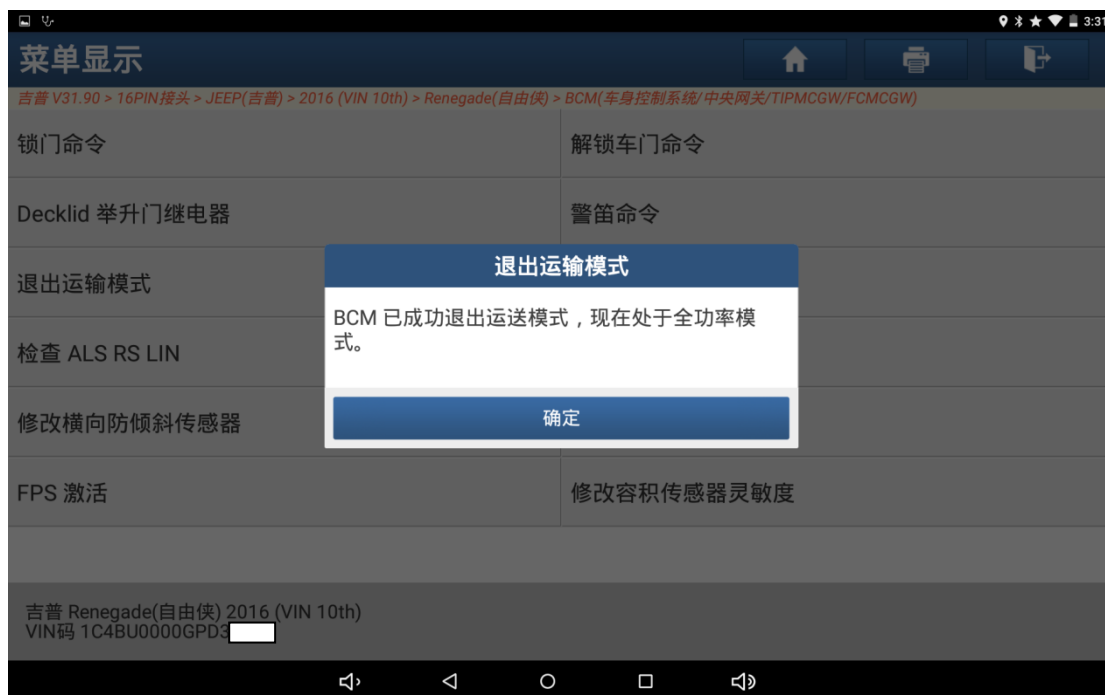 3:31
菜单显示
吉普 V31.90 > 16PIN接头 > JEEP(吉普) > 2016 (VIN 10th) > Renegade(自由侠) > BCM(车身控制系统/中央网关/TIPMCGW/FCMCGW)
锁门命令
解锁车门命令
Decklid 举升门继电器
警笛命令
退出运输模式
退出运输模式
BCM 已成功退出运送模式，现在处于全功率模
式。
确定
检查 ALS RS LIN
修改横向防倾斜传感器
FPS 激活
修改容积传感器灵敏度
吉普 Renegade(自由侠) 2016 (VIN 10th)
VIN码 1C4BU0000GPD3